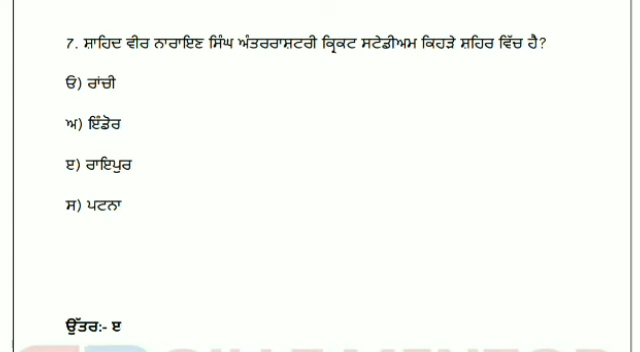 7. ਸ਼ਾਹਿਦ ਵੀਰ ਨਾਰਾਇਣ ਸਿੰਘ ਅੰਤਰਰਾਸ਼ਟਰੀ ਕ੍ਰਿਕਟ ਸਟੇਡੀਅਮ ਕਿਹੜੇ ਸ਼ਹਿਰ ਵਿੱਚ ਹੈ?
ੳ) ਰਾਂਚੀ
ਅ) ਇੰਡੋਰ
ੲ) ਰਾਇਪੁਰ
ਸ) ਪਟਨਾ
ਉੱਤਰ:- ੲ